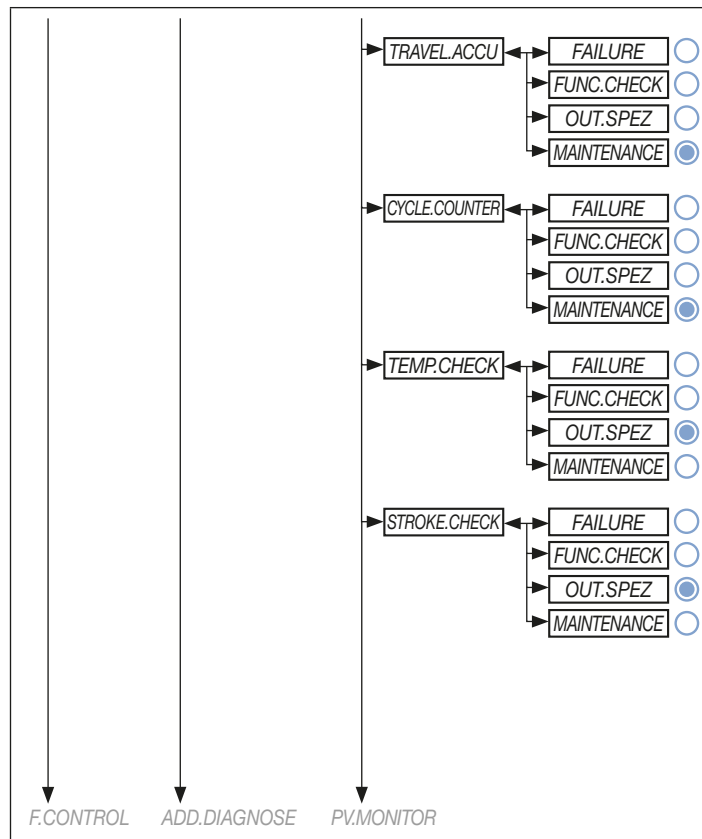 TRAVEL.ACCU FAILURE
FUNC.CHECK
OUT.SPEZ
MAINTENANCE
CYCLE.COUNTER FAILURE
FUNC.CHECK
OUT.SPEZ
MAINTENANCE
TEMP.CHECK FAILURE
FUNC.CHECK
OUT.SPEZ
MAINTENANCE
STROKE.CHECK FAILURE
FUNC.CHECK
OUT.SPEZ
MAINTENANCE
F.CONTROL ADD.DIAGNOSE PV.MONITOR